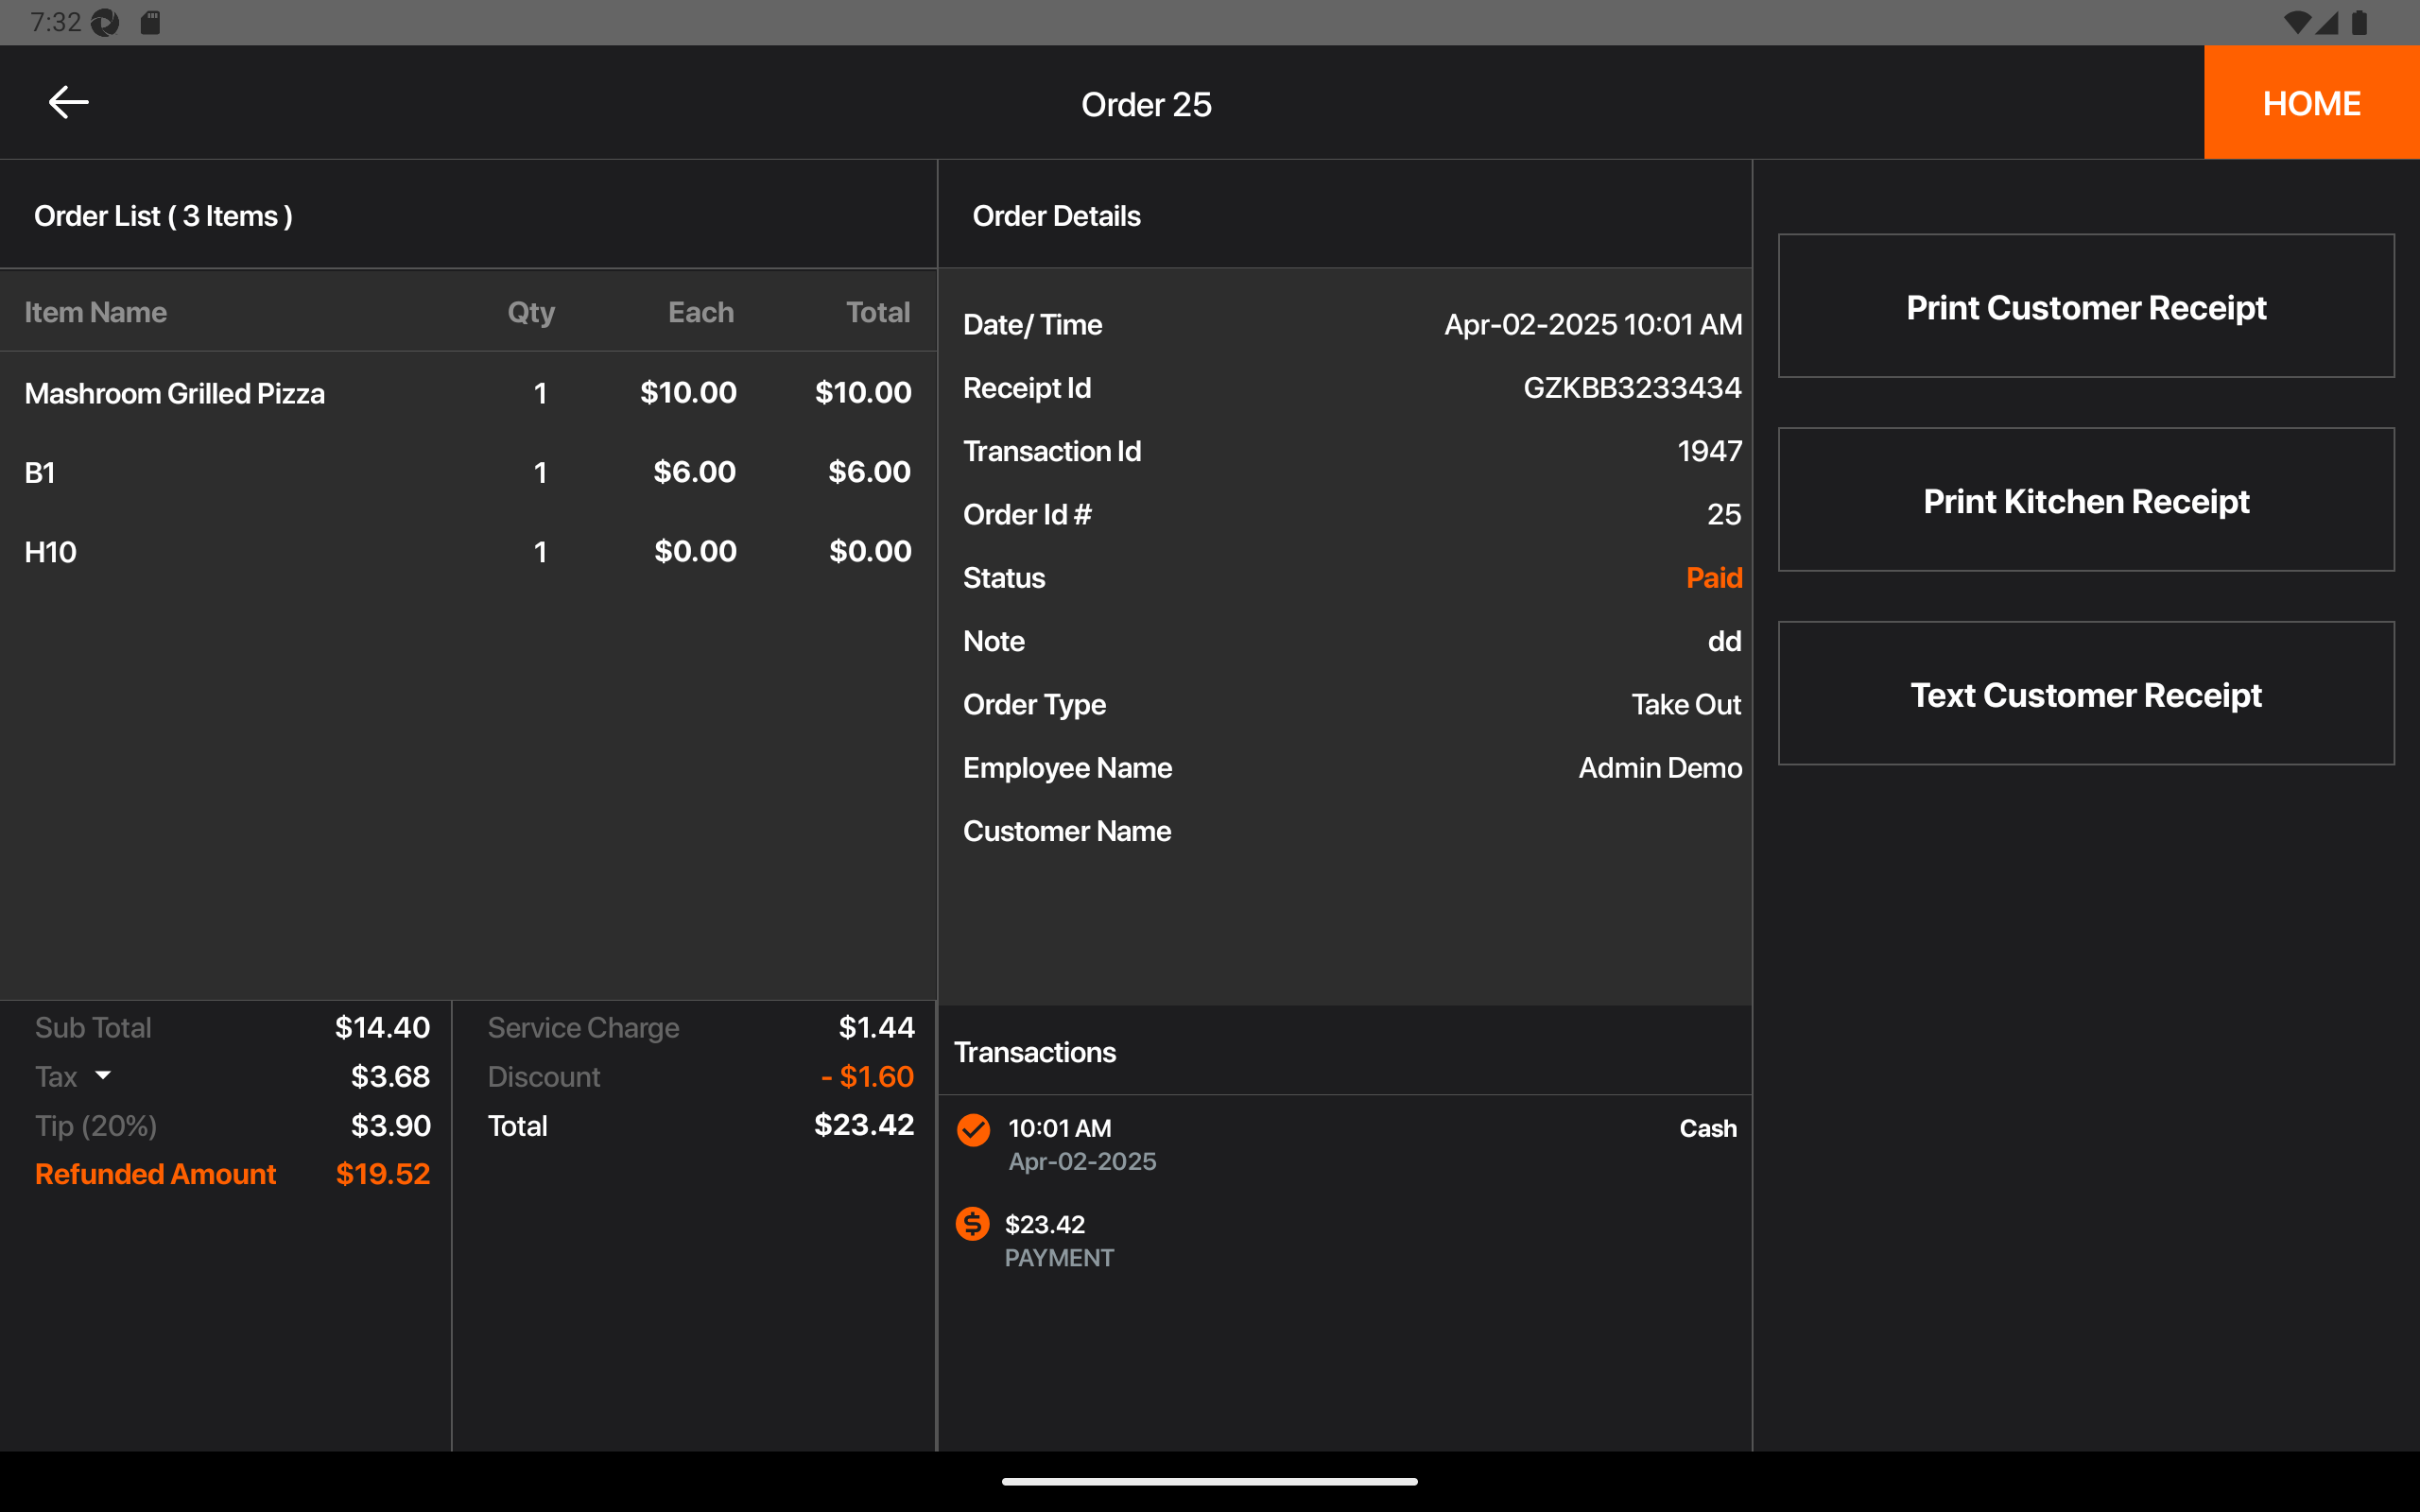 7:32
Order 25
HOME
Order List ( 3 Items )
Item Name Qty Each Total
Mashroom Grilled Pizza 1 $10.00 $10.00
B1 1 $6.00 $6.00
H10 1 $0.00 $0.00
Sub Total $14.40
Tax $3.68
Tip (20%) $3.90
Refunded Amount $19.52
Service Charge $1.44
Discount - $1.60
Total $23.42
Order Details
Date/ Time Apr-02-2025 10:01 AM
Receipt Id GZKBB3233434
Transaction Id 1947
Order Id # 25
Status Paid
Note dd
Order Type Take Out
Employee Name Admin Demo
Customer Name
Transactions
10:01 AM Cash
Apr-02-2025
$23.42
PAYMENT
Print Customer Receipt
Print Kitchen Receipt
Text Customer Receipt